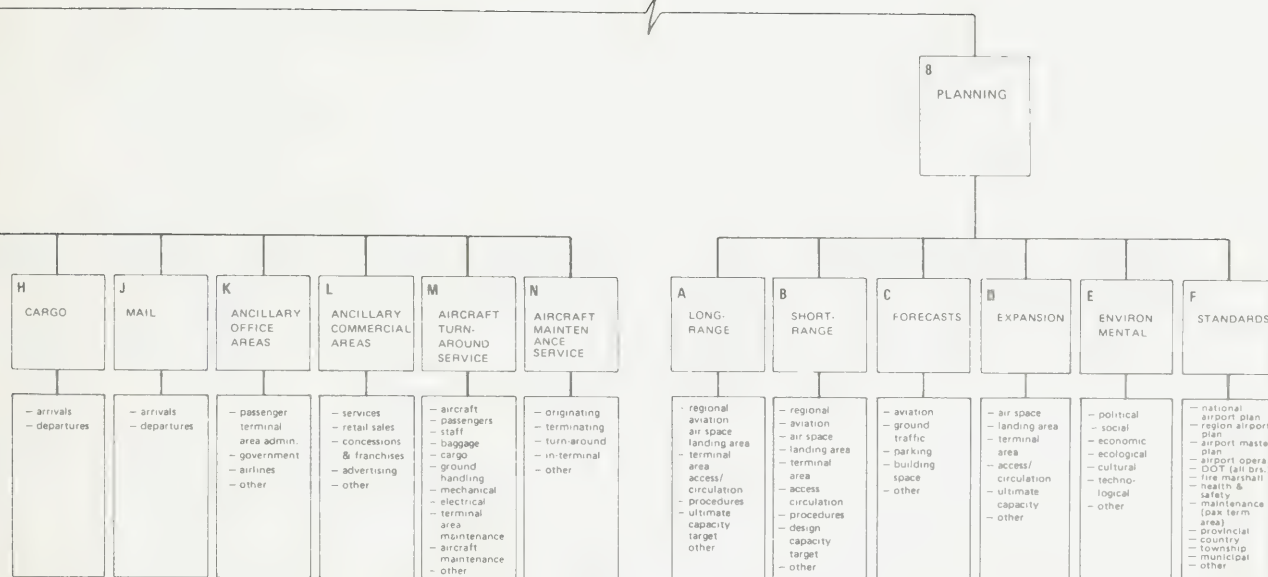 8
PLANNING
H
CARGO
- arrivals
- departures
J
MAIL
- arrivals
- departures
K
ANCILLARY
OFFICE
AREAS
- passenger
terminal
area admin.
- government
- airlines
- other
L
ANCILLARY
COMMERCIAL
AREAS
- services
- retail sales
- concessions
& franchises
- advertising
- other
M
AIRCRAFT
TURN-
AROUND
SERVICE
- aircraft
- passengers
- staff
- baggage
- cargo
- ground
handling
- mechanical
- electrical
- terminal
area
maintenance
- aircraft
maintenance
- other
N
AIRCRAFT
MAINTEN
ANCE
SERVICE
- originating
- terminating
- turn-around
- in-terminal
- other
A
LONG-
RANGE
- regional
aviation
air space
landing area
- terminal
area
access/
circulation
- procedures
- ultimate
capacity
target
other
B
SHORT-
RANGE
- regional
- aviation
- air space
- landing area
- terminal
area
- access
circulation
- procedures
- design
capacity
target
- other
C
FORECASTS
- aviation
- ground
traffic
- parking
- building
space
- other
D
EXPANSION
- air space
- landing area
- terminal
area
- access/
circulation
- ultimate
capacity
- other
E
ENVIRON
MENTAL
- political
- social
- economic
- ecological
- cultural
- techno-
logical
- other
F
STANDARDS
- national
airport plan
- region airport
plan
- airport maste
plan
- airport opera
- DOT (all brs.
- fire marshall
- health &
safety
- maintenance
(pax term
area)
- provincial
- country
- township
- municipal
- other